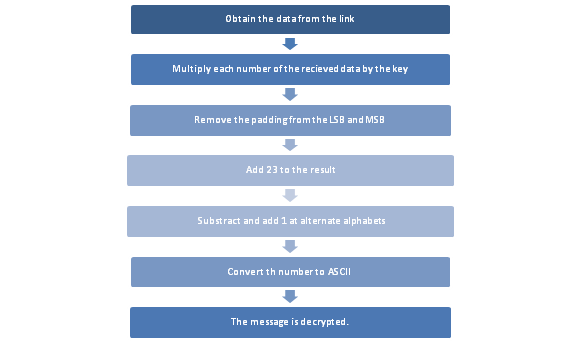 Obtain the data from the link
Multiply each number of the recieved data by the key
Remove the padding from the LSB and MSB
Add 23 to the result
Substract and add 1 at alternate alphabets
Convert th number to ASCII
The message is decrypted.